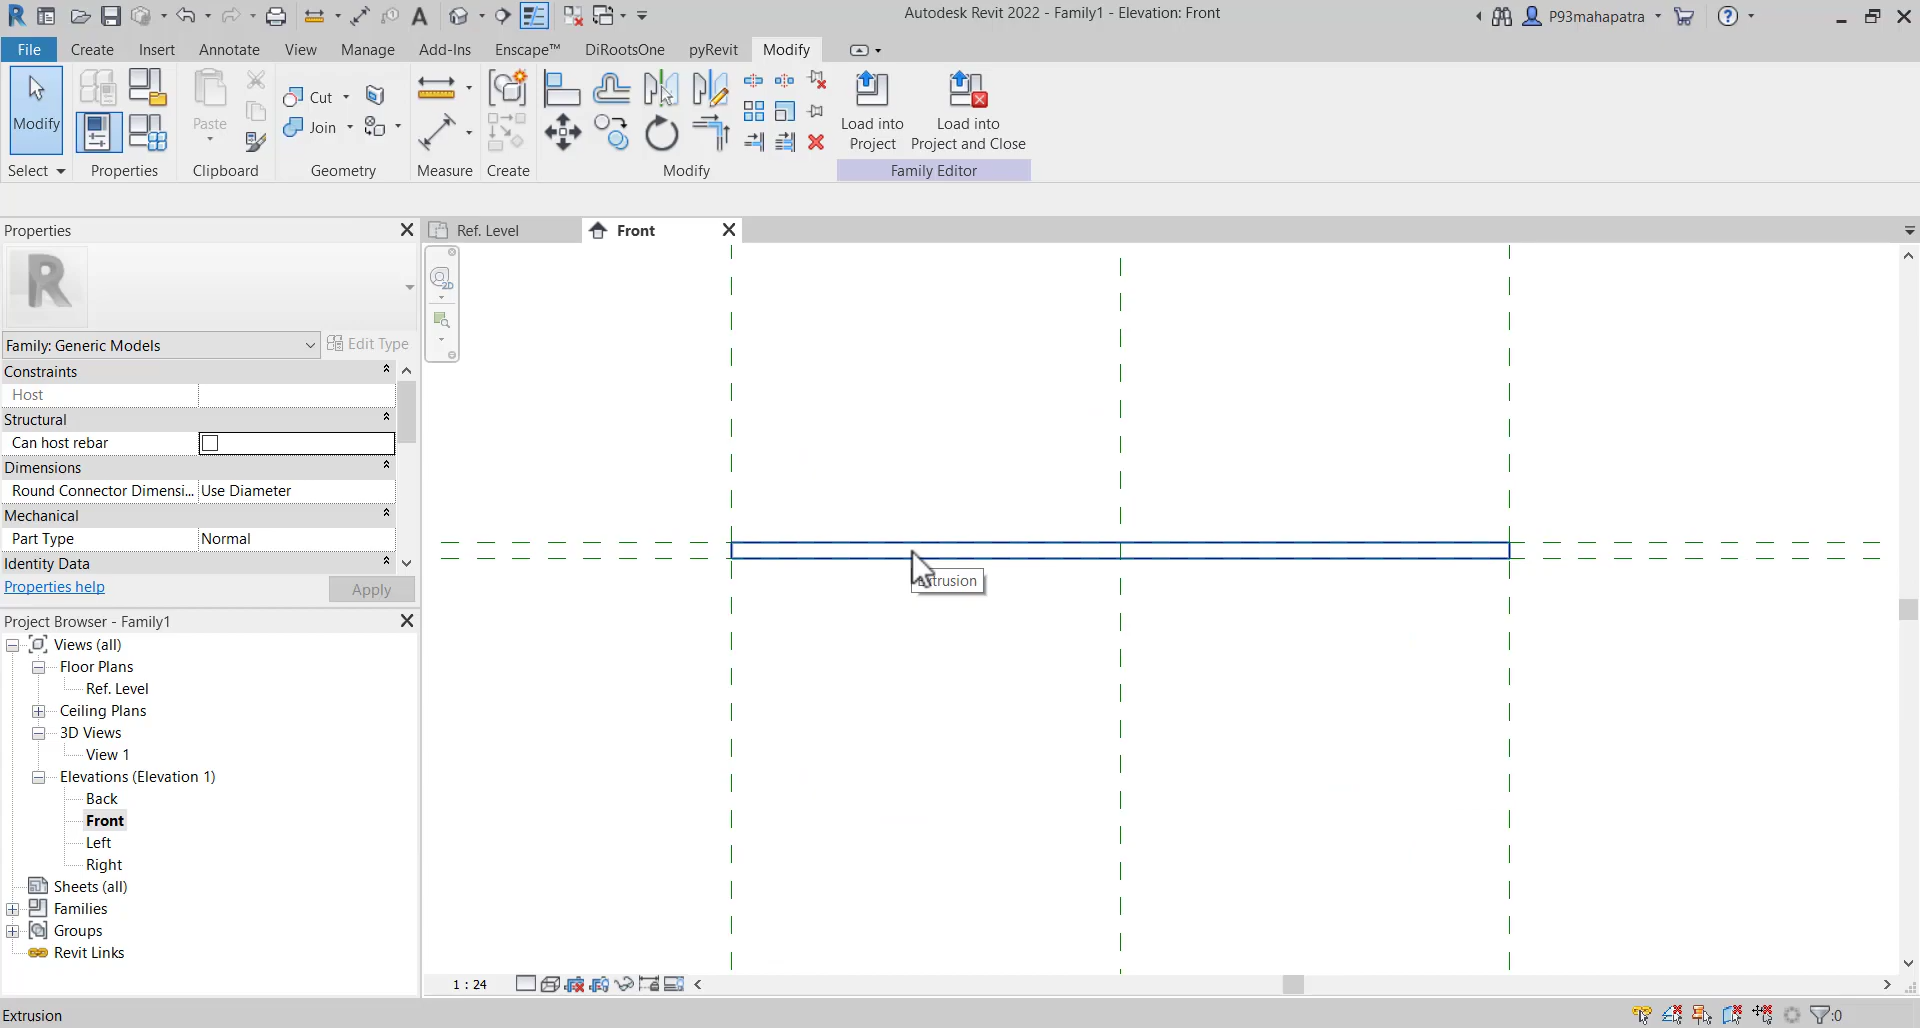 Autodesk Revit 2022 - Family1 - Elevation: Front
P93mahapatra
File Create Insert Annotate View Manage Add-Ins Enscape™ DiRootsOne pyRevit Modify
Modify
Paste
Cut
Join
Load into
Project
Load into
Project and Close
Select Properties Clipboard Geometry Measure Create Modify Family Editor
Properties
Ref. Level
Front
R
2D
Family: Generic Models
Edit Type
Constraints
Host
Structural
Can host rebar
Dimensions
Round Connector Dimensi... Use Diameter
Mechanical
Part Type Normal
Identity Data
Properties help
Apply
trusion
Project Browser - Family1
Views (all)
Floor Plans
Ref. Level
Ceiling Plans
3D Views
View 1
Elevations (Elevation 1)
Back
Front
Left
Right
Sheets (all)
Families
Groups
Revit Links
1 : 24
Extrusion
:0